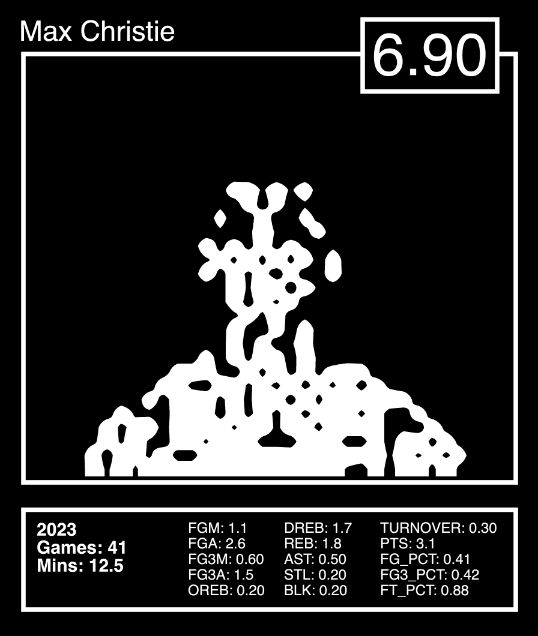 Max Christie
6.90
2023
Games: 41
Mins: 12.5
FGM: 1.1
FGA: 2.6
FG3M: 0.60
FG3A: 1.5
OREB: 0.20
DREB: 1.7
REB: 1.8
AST: 0.50
STL: 0.20
BLK: 0.20
TURNOVER: 0.30
PTS: 3.1
FG_PCT: 0.41
FG3_PCT: 0.42
FT_PCT: 0.88